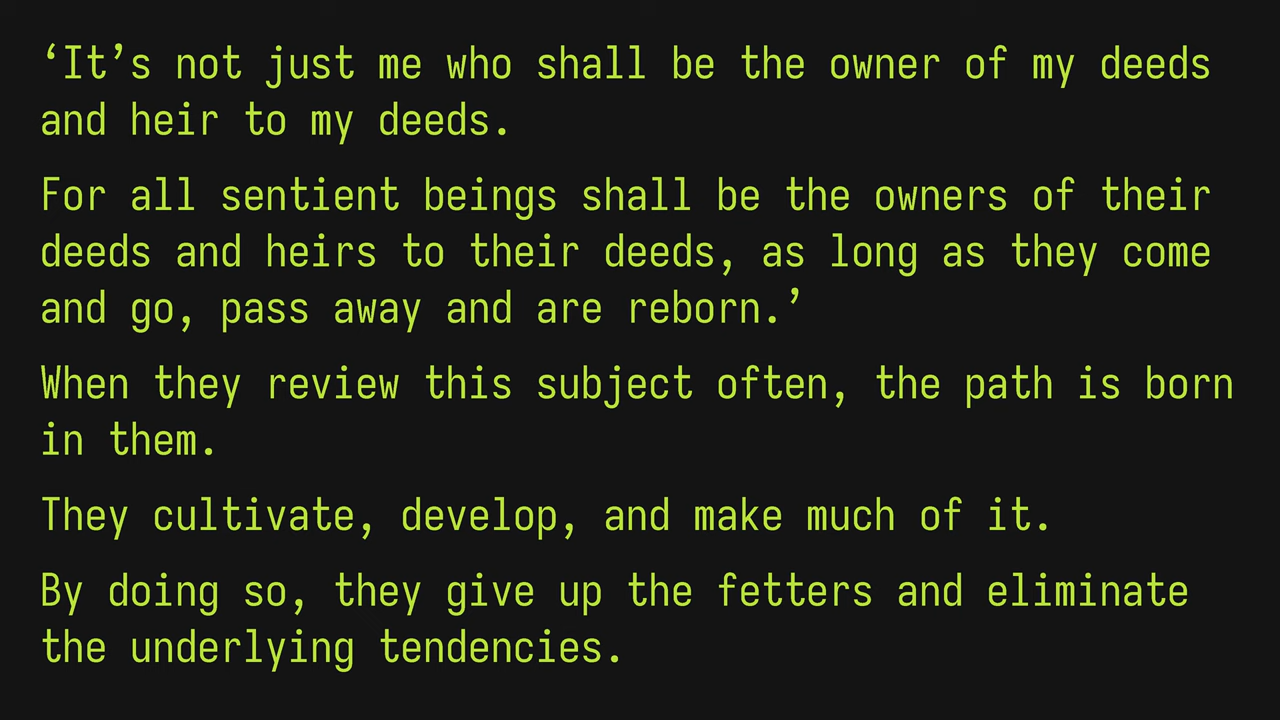 ‘It’s not just me who shall be the owner of my deeds
and heir to my deeds.
For all sentient beings shall be the owners of their
deeds and heirs to their deeds, as long as they come
and go, pass away and are reborn.’
When they review this subject often, the path is born
in them.
They cultivate, develop, and make much of it.
By doing so, they give up the fetters and eliminate
the underlying tendencies.